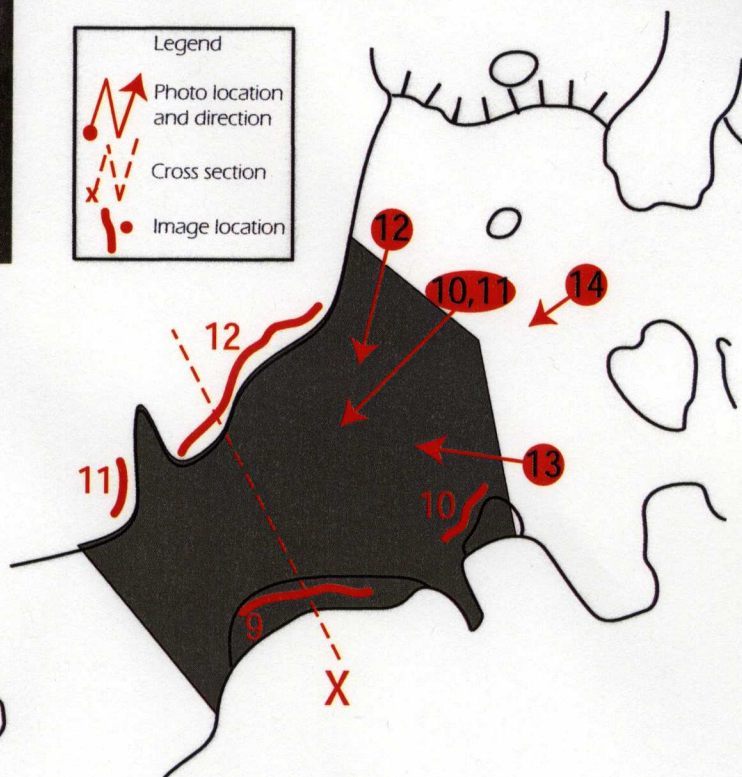 Legend
Photo location
and direction
X
Cross section
Image location
12
10,11
14
12
13
11
10
9
X